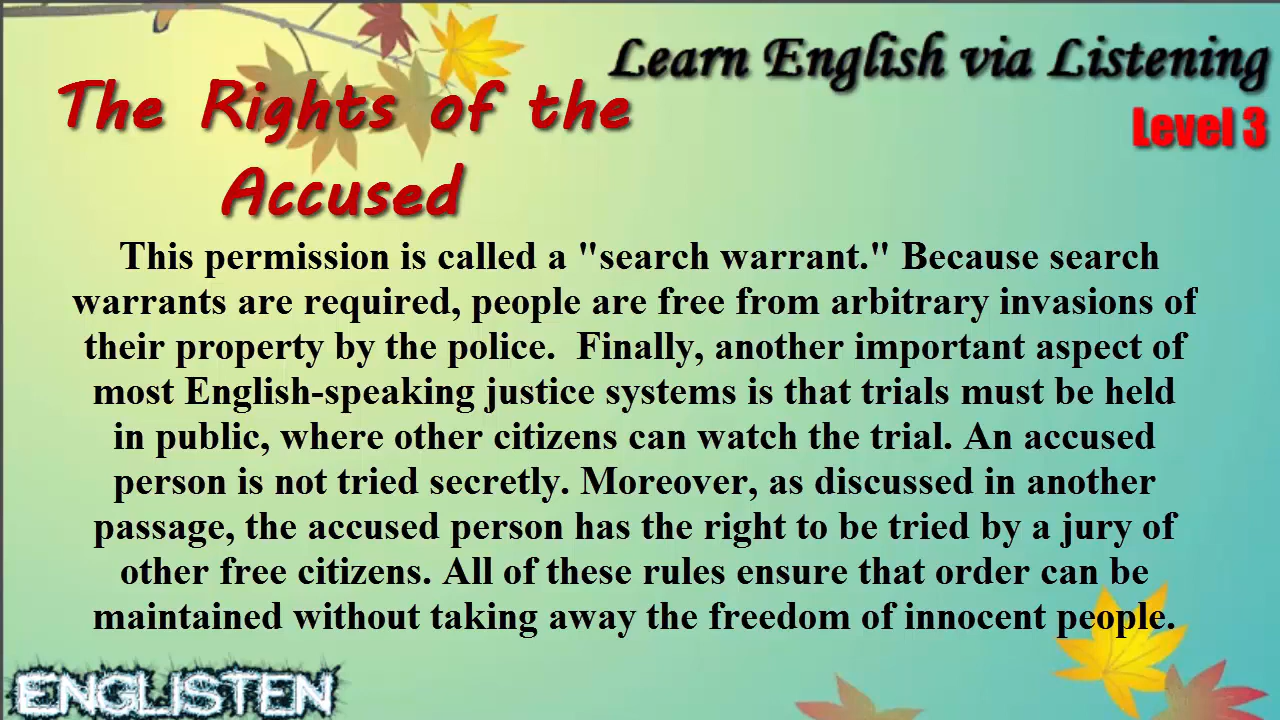 Learn English via Listening
Level 3
The Rights of the
Accused
This permission is called a "search warrant." Because search
warrants are required, people are free from arbitrary invasions of
their property by the police.  Finally, another important aspect of
most English-speaking justice systems is that trials must be held
in public, where other citizens can watch the trial. An accused
person is not tried secretly. Moreover, as discussed in another
passage, the accused person has the right to be tried by a jury of
other free citizens. All of these rules ensure that order can be
maintained without taking away the freedom of innocent people.
ENGLISTEN